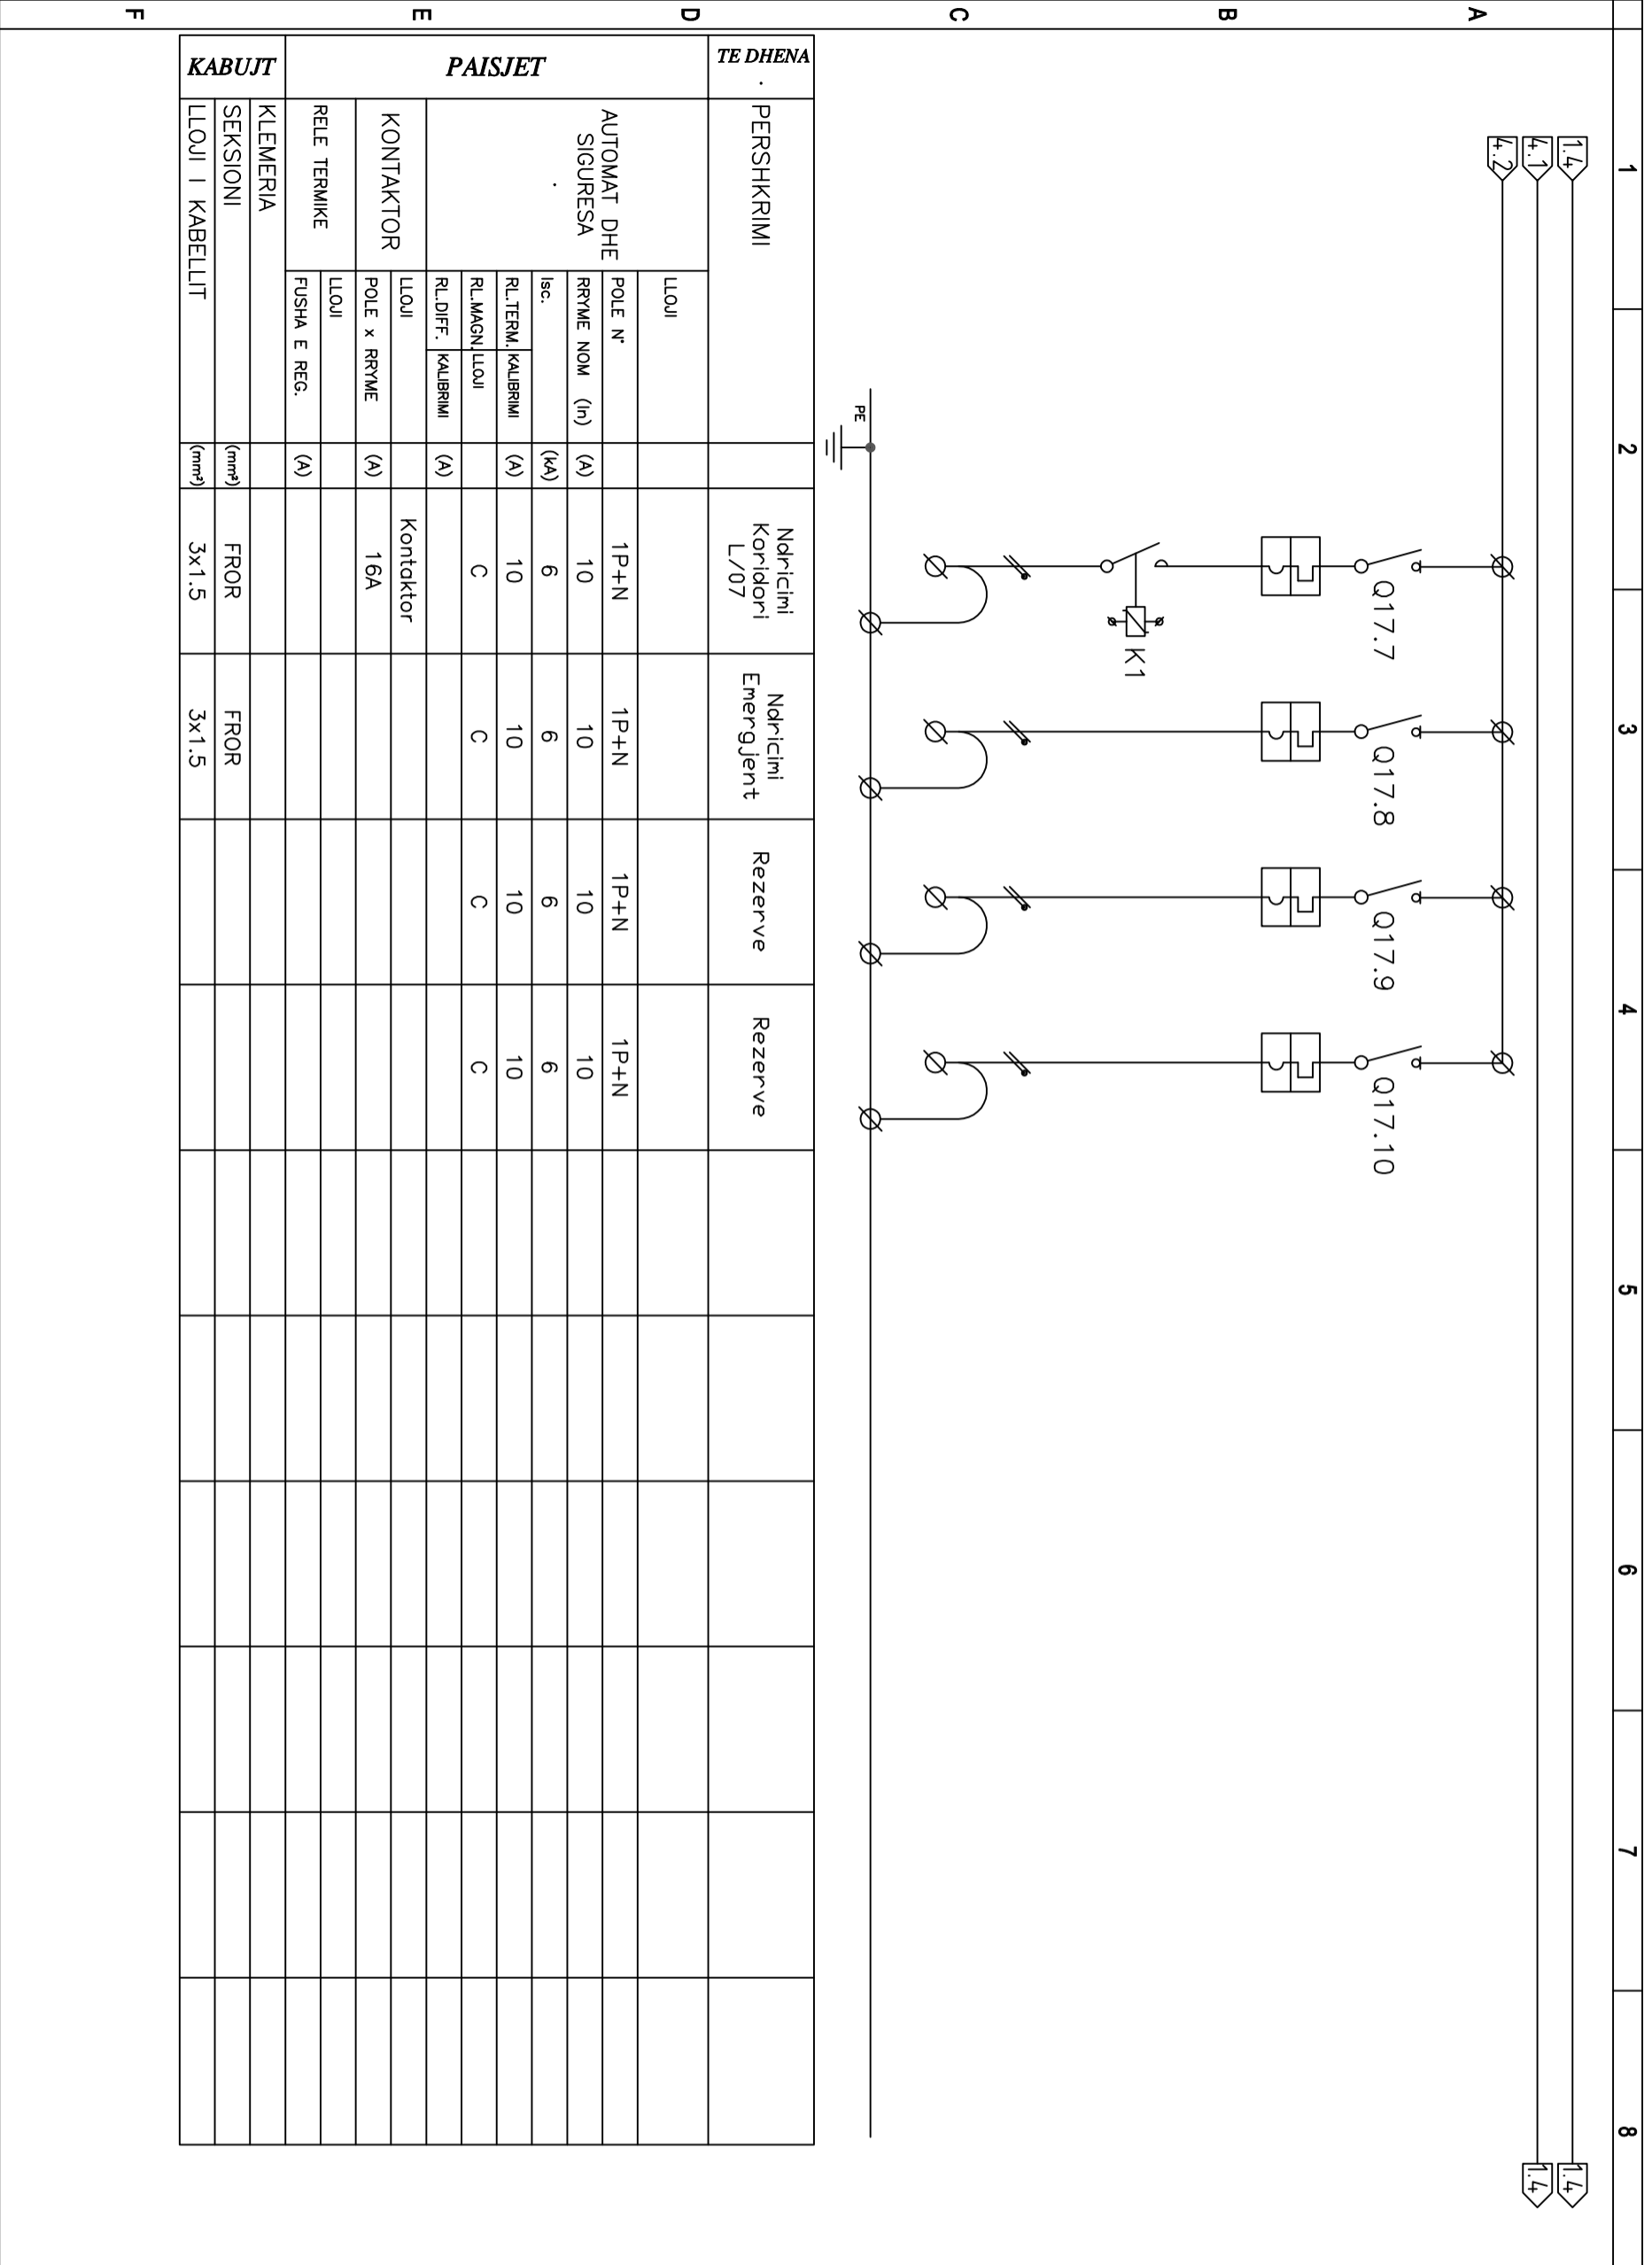 1 2 3 4 5 6 7 8
A
B
C
D
E
F
1.4
4.1
4.2
1.4
1.4
Q17.7
Q17.8
Q17.9
Q17.10
K1
PE
TE DHENA
PERSHKRIMI
Ndricimi
Koridori
L/07
Ndricimi
Emergjent
Rezerve
Rezerve
PAISJET
AUTOMAT DHE
SIGURESA
LLOJI
POLE N° 1P+N 1P+N 1P+N 1P+N
RRYME NOM (In) (A) 10 10 10 10
Isc. (kA) 6 6 6 6
RL.TERM. KALIBRIMI (A) 10 10 10 10
RL.MAGN. LLOJI C C C C
RL.DIFF. KALIBRIMI (A)
KONTAKTOR
LLOJI Kontaktor
POLE x RRYME (A) 16A
RELE TERMIKE
LLOJI
FUSHA E REG. (A)
KABUJT
KLEMERIA
SEKSIONI (mm²) FROR FROR
LLOJI I KABELLIT (mm²) 3x1.5 3x1.5